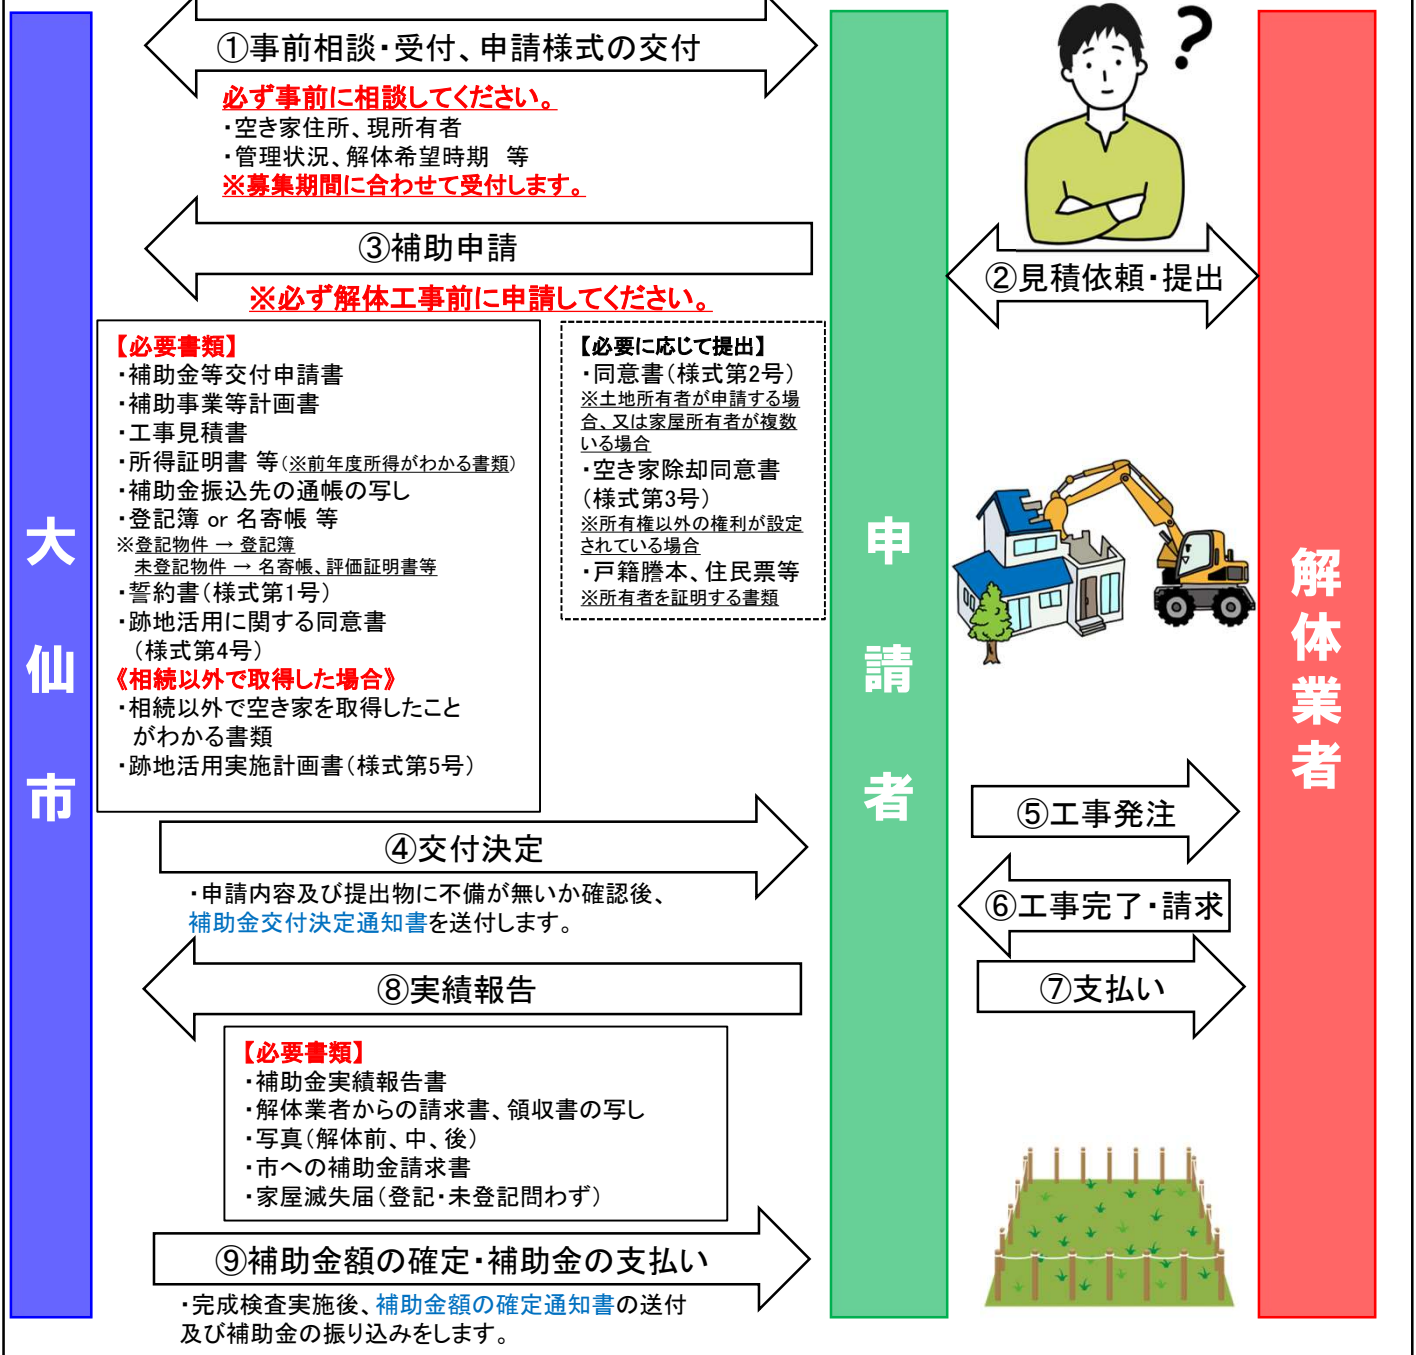 ①事前相談・受付、申請様式の交付
必ず事前に相談してください。
・空き家住所、現所有者
・管理状況、解体希望時期 等
※募集期間に合わせて受付します。
?
②見積依頼・提出
③補助申請
※必ず解体工事前に申請してください。
【必要書類】
・補助金等交付申請書
・補助事業等計画書
・工事見積書
・所得証明書 等(※前年度所得がわかる書類)
・補助金振込先の通帳の写し
・登記簿 or 名寄帳 等
※登記物件 → 登記簿
未登記物件 → 名寄帳、評価証明書等
・誓約書(様式第1号)
・跡地活用に関する同意書
(様式第4号)
《相続以外で取得した場合》
・相続以外で空き家を取得したこと
がわかる書類
・跡地活用実施計画書(様式第5号)
【必要に応じて提出】
・同意書(様式第2号)
※土地所有者が申請する場
合、又は家屋所有者が複数
いる場合
・空き家除却同意書
(様式第3号)
※所有権以外の権利が設定
されている場合
・戸籍謄本、住民票等
※所有者を証明する書類
大仙市
申請者
解体業者
④交付決定
・申請内容及び提出物に不備が無いか確認後、
補助金交付決定通知書を送付します。
⑤工事発注
⑥工事完了・請求
⑦支払い
⑧実績報告
【必要書類】
・補助金実績報告書
・解体業者からの請求書、領収書の写し
・写真(解体前、中、後)
・市への補助金請求書
・家屋滅失届(登記・未登記問わず)
⑨補助金額の確定・補助金の支払い
・完成検査実施後、補助金額の確定通知書の送付
及び補助金の振り込みをします。